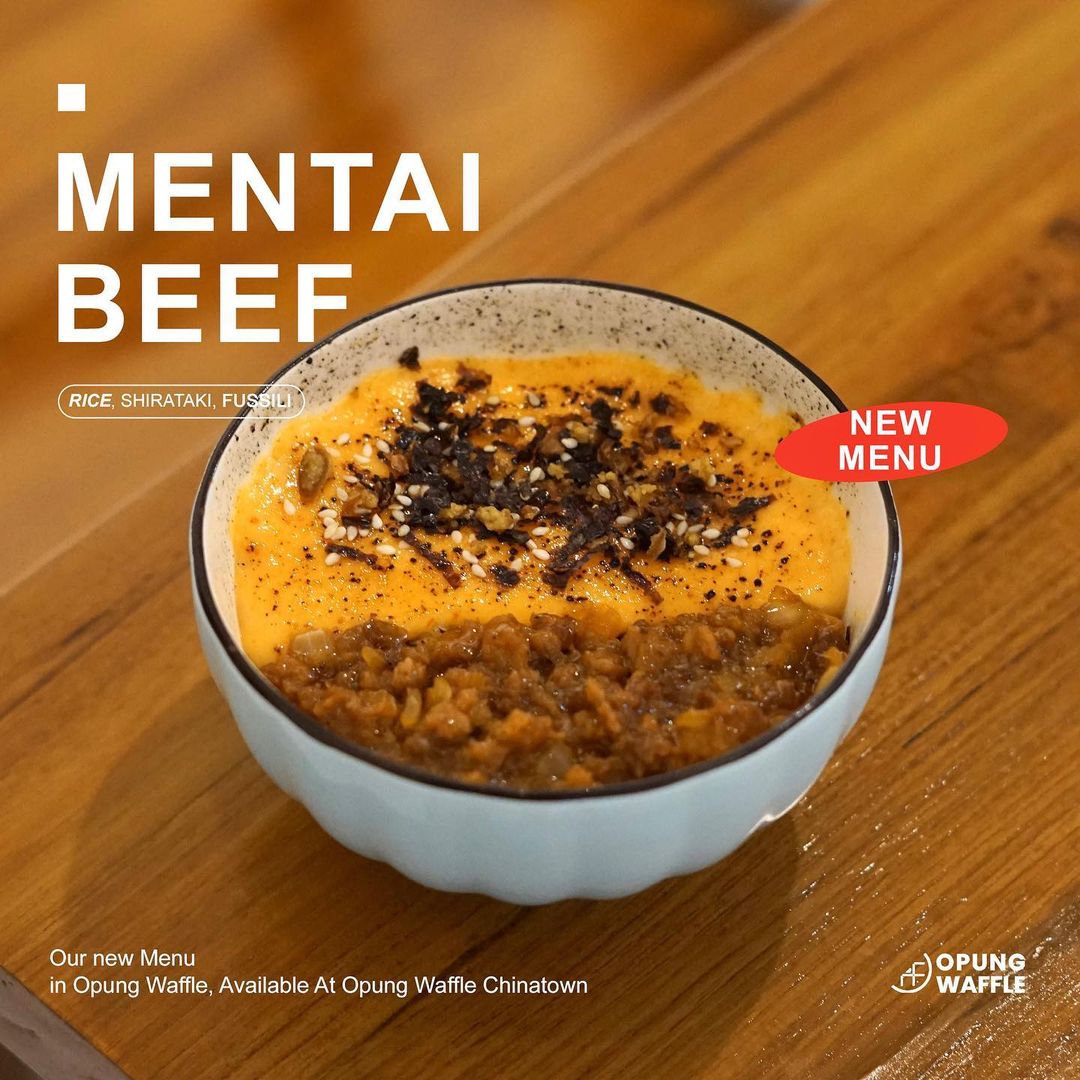 MENTAI
BEEF
RICE, SHIRATAKI, FUSSILI
NEW
MENU
Our new Menu
in Opung Waffle, Available At Opung Waffle Chinatown
OPUNG
WAFFLE